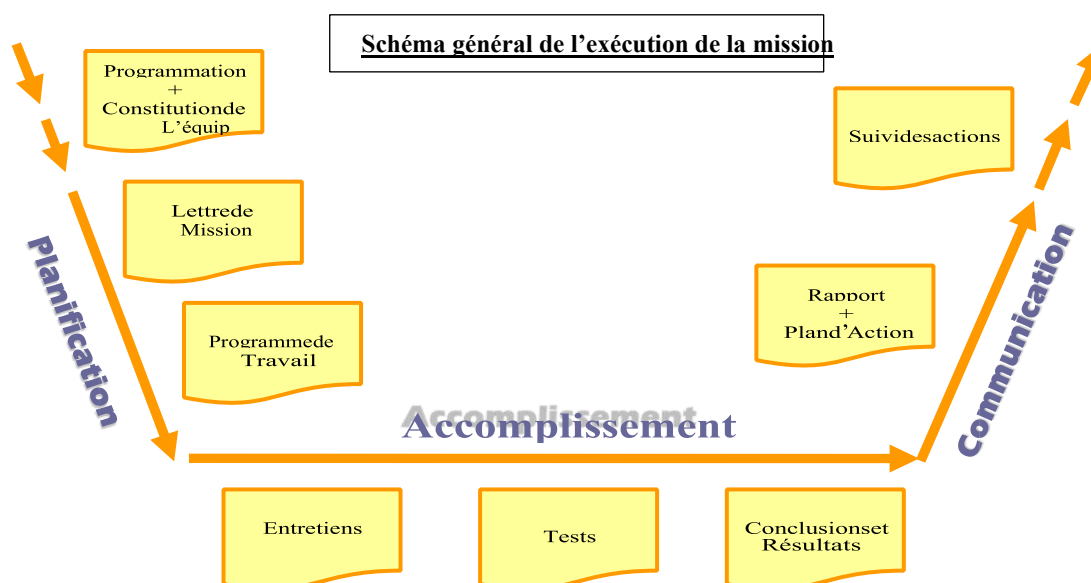 Schéma général de l’exécution de la mission
Programmation
+
Constitutionde
L’équip
Lettrede
Mission
Programmede
Travail
Planification
Accomplissement
Entretiens
Tests
Conclusionset
Résultats
Communication
Rapport
+
Pland’Action
Suividesactions